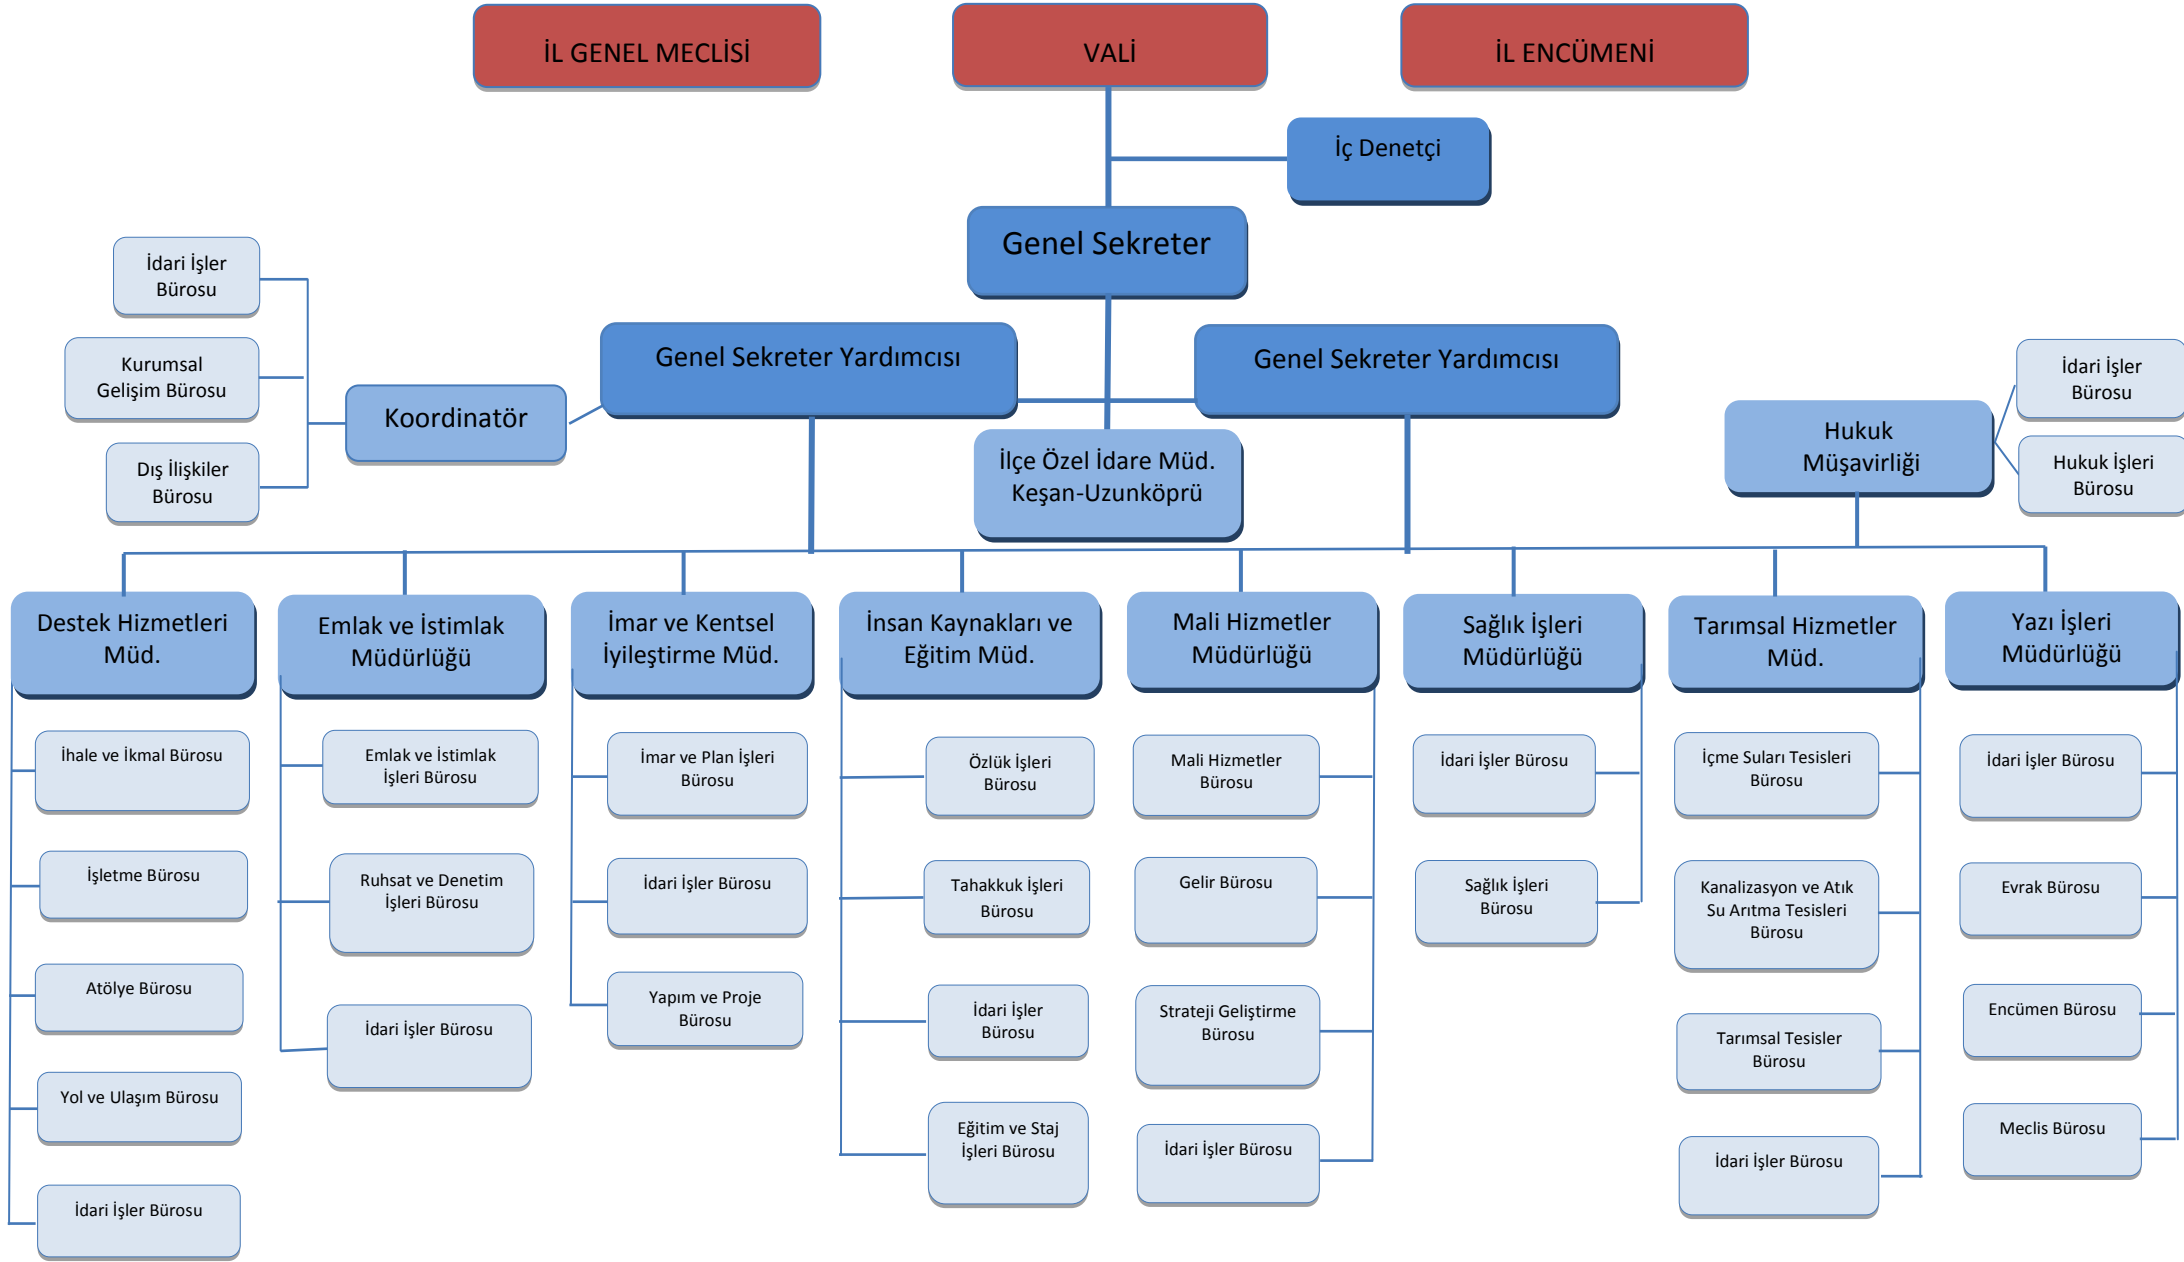 İL GENEL MECLİSİ
VALİ
İL ENCÜMENİ
İç Denetçi
Genel Sekreter
İdari İşler
Bürosu
Kurumsal
Gelişim Bürosu
Dış İlişkiler
Bürosu
Koordinatör
Genel Sekreter Yardımcısı
Genel Sekreter Yardımcısı
İlçe Özel İdare Müd.
Keşan-Uzunköprü
Hukuk
Müşavirliği
İdari İşler
Bürosu
Hukuk İşleri
Bürosu
Destek Hizmetleri
Müd.
İhale ve İkmal Bürosu
İşletme Bürosu
Atölye Bürosu
Yol ve Ulaşım Bürosu
İdari İşler Bürosu
Emlak ve İstimlak
Müdürlüğü
Emlak ve İstimlak
İşleri Bürosu
Ruhsat ve Denetim
İşleri Bürosu
İdari İşler Bürosu
İmar ve Kentsel
İyileştirme Müd.
İmar ve Plan İşleri
Bürosu
İdari İşler Bürosu
Yapım ve Proje
Bürosu
İnsan Kaynakları ve
Eğitim Müd.
Özlük İşleri
Bürosu
Tahakkuk İşleri
Bürosu
İdari İşler
Bürosu
Eğitim ve Staj
İşleri Bürosu
Mali Hizmetler
Müdürlüğü
Mali Hizmetler
Bürosu
Gelir Bürosu
Strateji Geliştirme
Bürosu
İdari İşler Bürosu
Sağlık İşleri
Müdürlüğü
İdari İşler Bürosu
Sağlık İşleri
Bürosu
Tarımsal Hizmetler
Müd.
İçme Suları Tesisleri
Bürosu
Kanalizasyon ve Atık
Su Arıtma Tesisleri
Bürosu
Tarımsal Tesisler
Bürosu
İdari İşler Bürosu
Yazı İşleri
Müdürlüğü
İdari İşler Bürosu
Evrak Bürosu
Encümen Bürosu
Meclis Bürosu